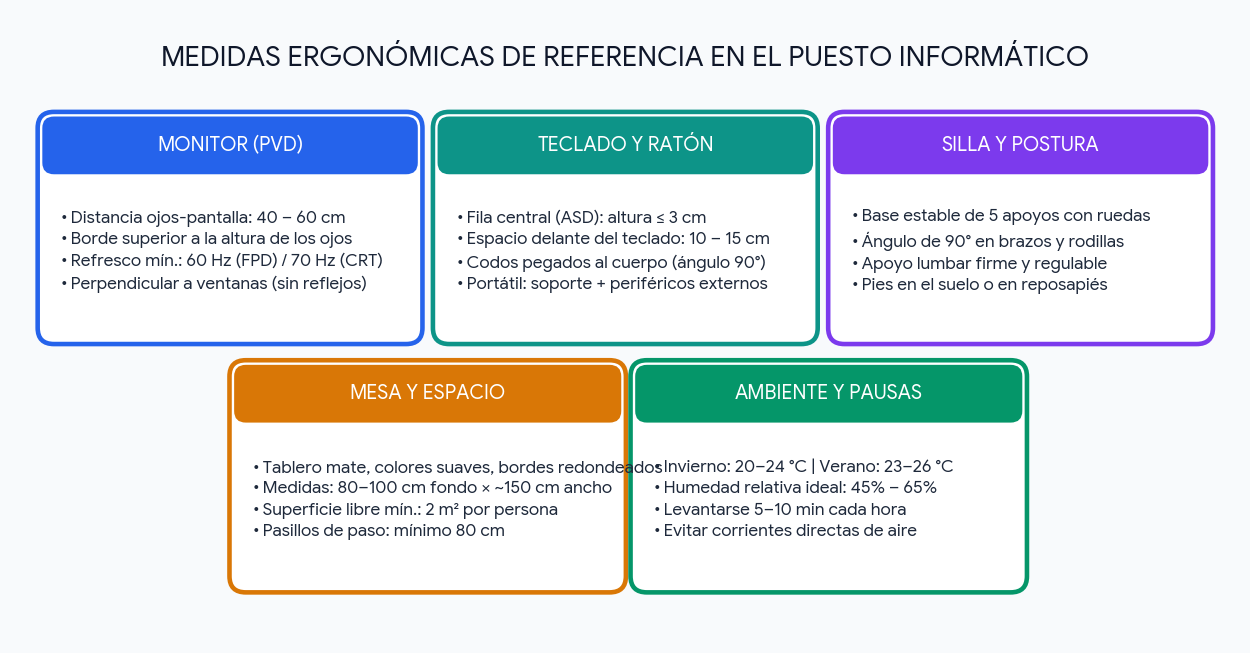 MEDIDAS ERGONÓMICAS DE REFERENCIA EN EL PUESTO INFORMÁTICO
MONITOR (PVD)
• Distancia ojos-pantalla: 40 – 60 cm
• Borde superior a la altura de los ojos
• Refresco mín.: 60 Hz (FPD) / 70 Hz (CRT)
• Perpendicular a ventanas (sin reflejos)
TECLADO Y RATÓN
• Fila central (ASD): altura ≤ 3 cm
• Espacio delante del teclado: 10 – 15 cm
• Codos pegados al cuerpo (ángulo 90°)
• Portátil: soporte + periféricos externos
SILLA Y POSTURA
• Base estable de 5 apoyos con ruedas
• Ángulo de 90° en brazos y rodillas
• Apoyo lumbar firme y regulable
• Pies en el suelo o en reposapiés
MESA Y ESPACIO
• Tablero mate, colores suaves, bordes redondeados
• Medidas: 80–100 cm fondo × ~150 cm ancho
• Superficie libre mín.: 2 m² por persona
• Pasillos de paso: mínimo 80 cm
AMBIENTE Y PAUSAS
• Invierno: 20–24 °C | Verano: 23–26 °C
• Humedad relativa ideal: 45% – 65%
• Levantarse 5–10 min cada hora
• Evitar corrientes directas de aire